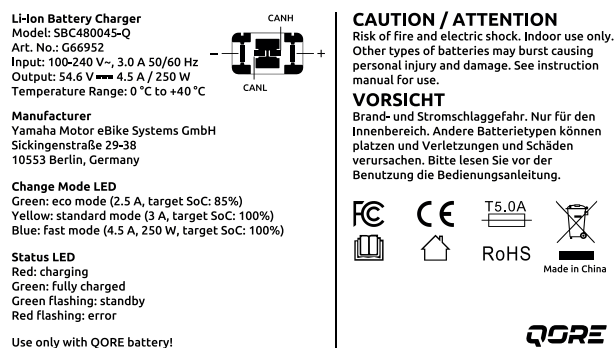 Li-Ion Battery Charger
Model: SBC480045-Q
Art. No.: G66952
Input: 100-240 V~, 3.0 A 50/60 Hz
Output: 54.6 V⎓ 4.5 A / 250 W
Temperature Range: 0 °C to +40 °C
CANH
- +
CANL
Manufacturer
Yamaha Motor eBike Systems GmbH
Sickingenstraße 29-38
10553 Berlin, Germany
Change Mode LED
Green: eco mode (2.5 A, target SoC: 85%)
Yellow: standard mode (3 A, target SoC: 100%)
Blue: fast mode (4.5 A, 250 W, target SoC: 100%)
Status LED
Red: charging
Green: fully charged
Green flashing: standby
Red flashing: error
Use only with QORE battery!
CAUTION / ATTENTION
Risk of fire and electric shock. Indoor use only.
Other types of batteries may burst causing
personal injury and damage. See instruction
manual for use.
VORSICHT
Brand- und Stromschlaggefahr. Nur für den
Innenbereich. Andere Batterietypen können
platzen und Verletzungen und Schäden
verursachen. Bitte lesen Sie vor der
Benutzung die Bedienungsanleitung.
FC CE T5.0A
RoHS
Made in China
QORE